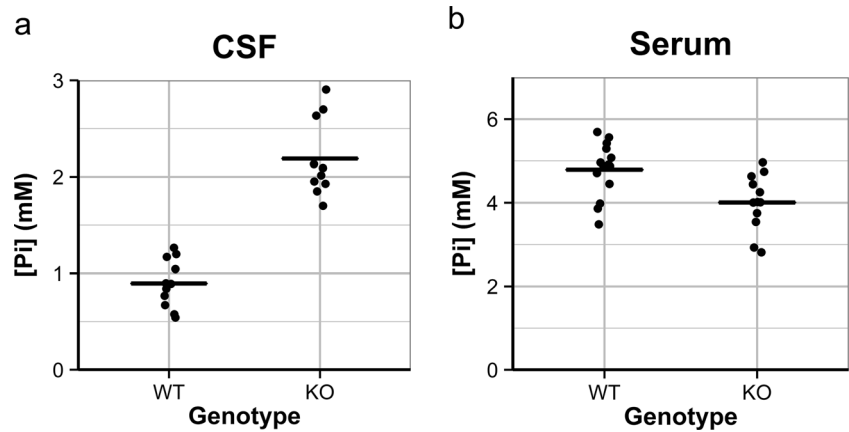 a
CSF
[Pi] (mM)
3
2
1
0
WT KO
Genotype
b
Serum
[Pi] (mM)
6
4
2
0
WT KO
Genotype